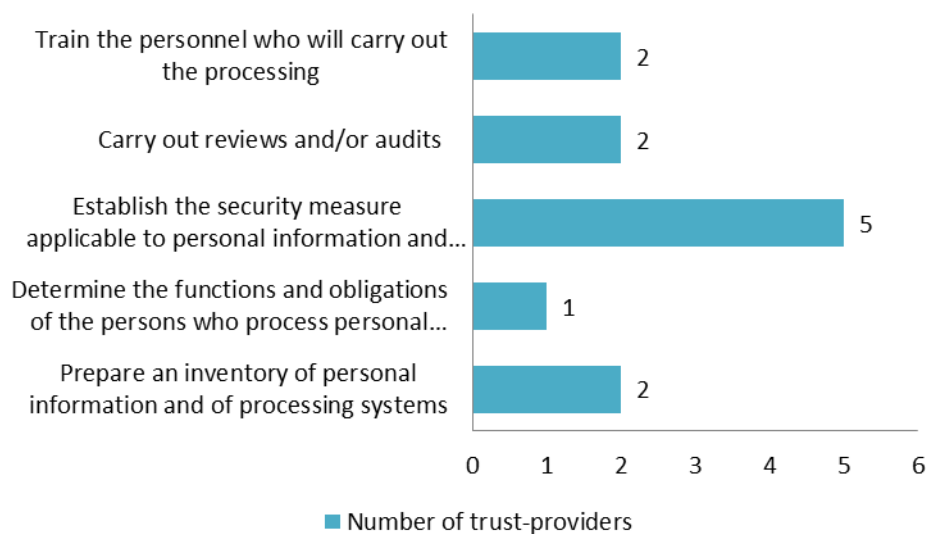 Train the personnel who will carry out
the processing
2
Carry out reviews and/or audits
2
Establish the security measure
applicable to personal information and...
5
Determine the functions and obligations
of the persons who process personal...
1
Prepare an inventory of personal
information and of processing systems
2
0 1 2 3 4 5 6
Number of trust-providers